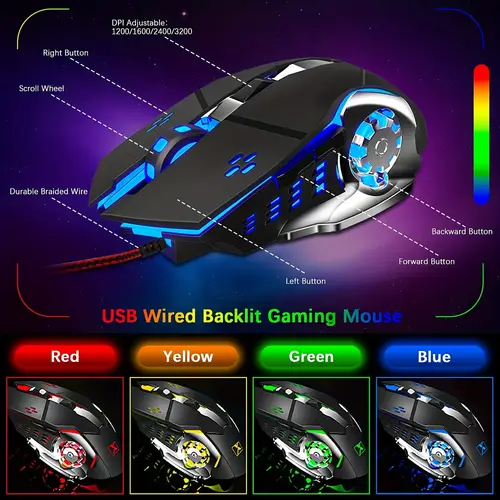 DPI Adjustable:
1200/1600/2400/3200
Right Button
Scroll Wheel
Durable Braided Wire
Backward Button
Forward Button
Left Button
USB Wired Backlit Gaming Mouse
Red
Yellow
Green
Blue